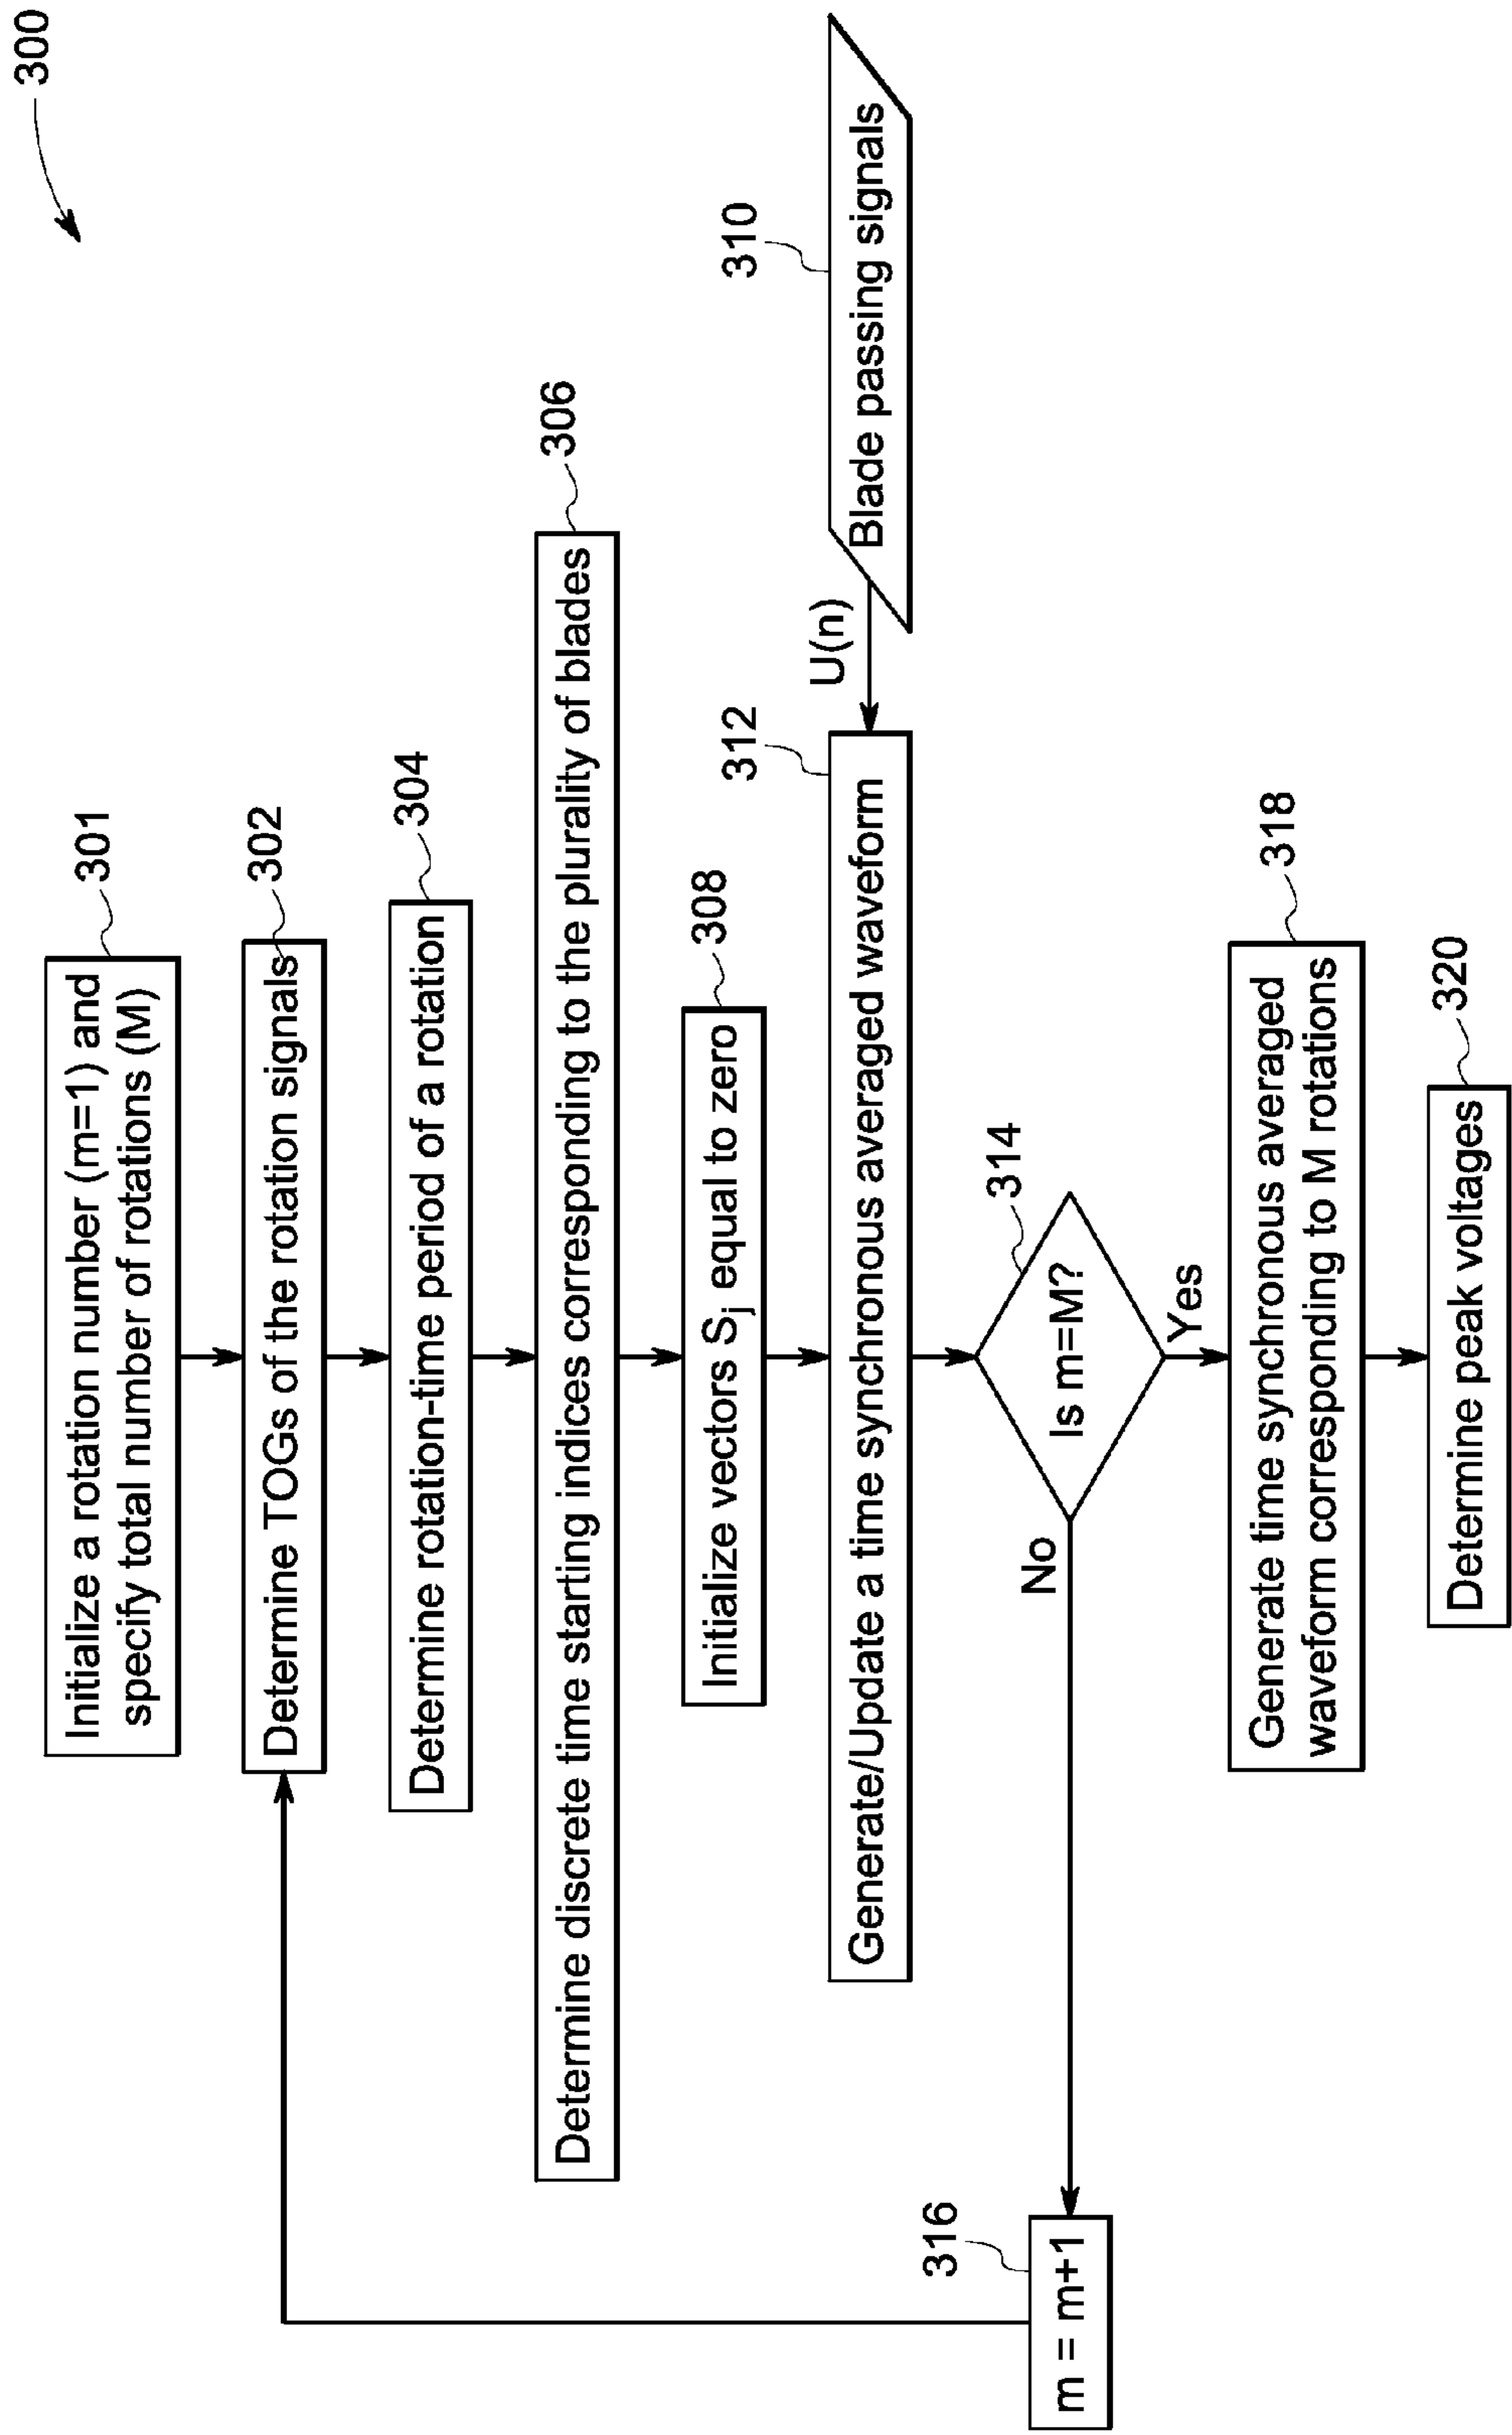 300
Initialize a rotation number (m=1) and
specify total number of rotations (M)
301
Determine TOGs of the rotation signals
302
Determine rotation-time period of a rotation
304
Determine discrete time starting indices corresponding to the plurality of blades
306
Initialize vectors Sj equal to zero
308
Blade passing signals
310
U(n)
Generate/Update a time synchronous averaged waveform
312
Is m=M?
314
No
Yes
m = m+1
316
Generate time synchronous averaged
waveform corresponding to M rotations
318
Determine peak voltages
320